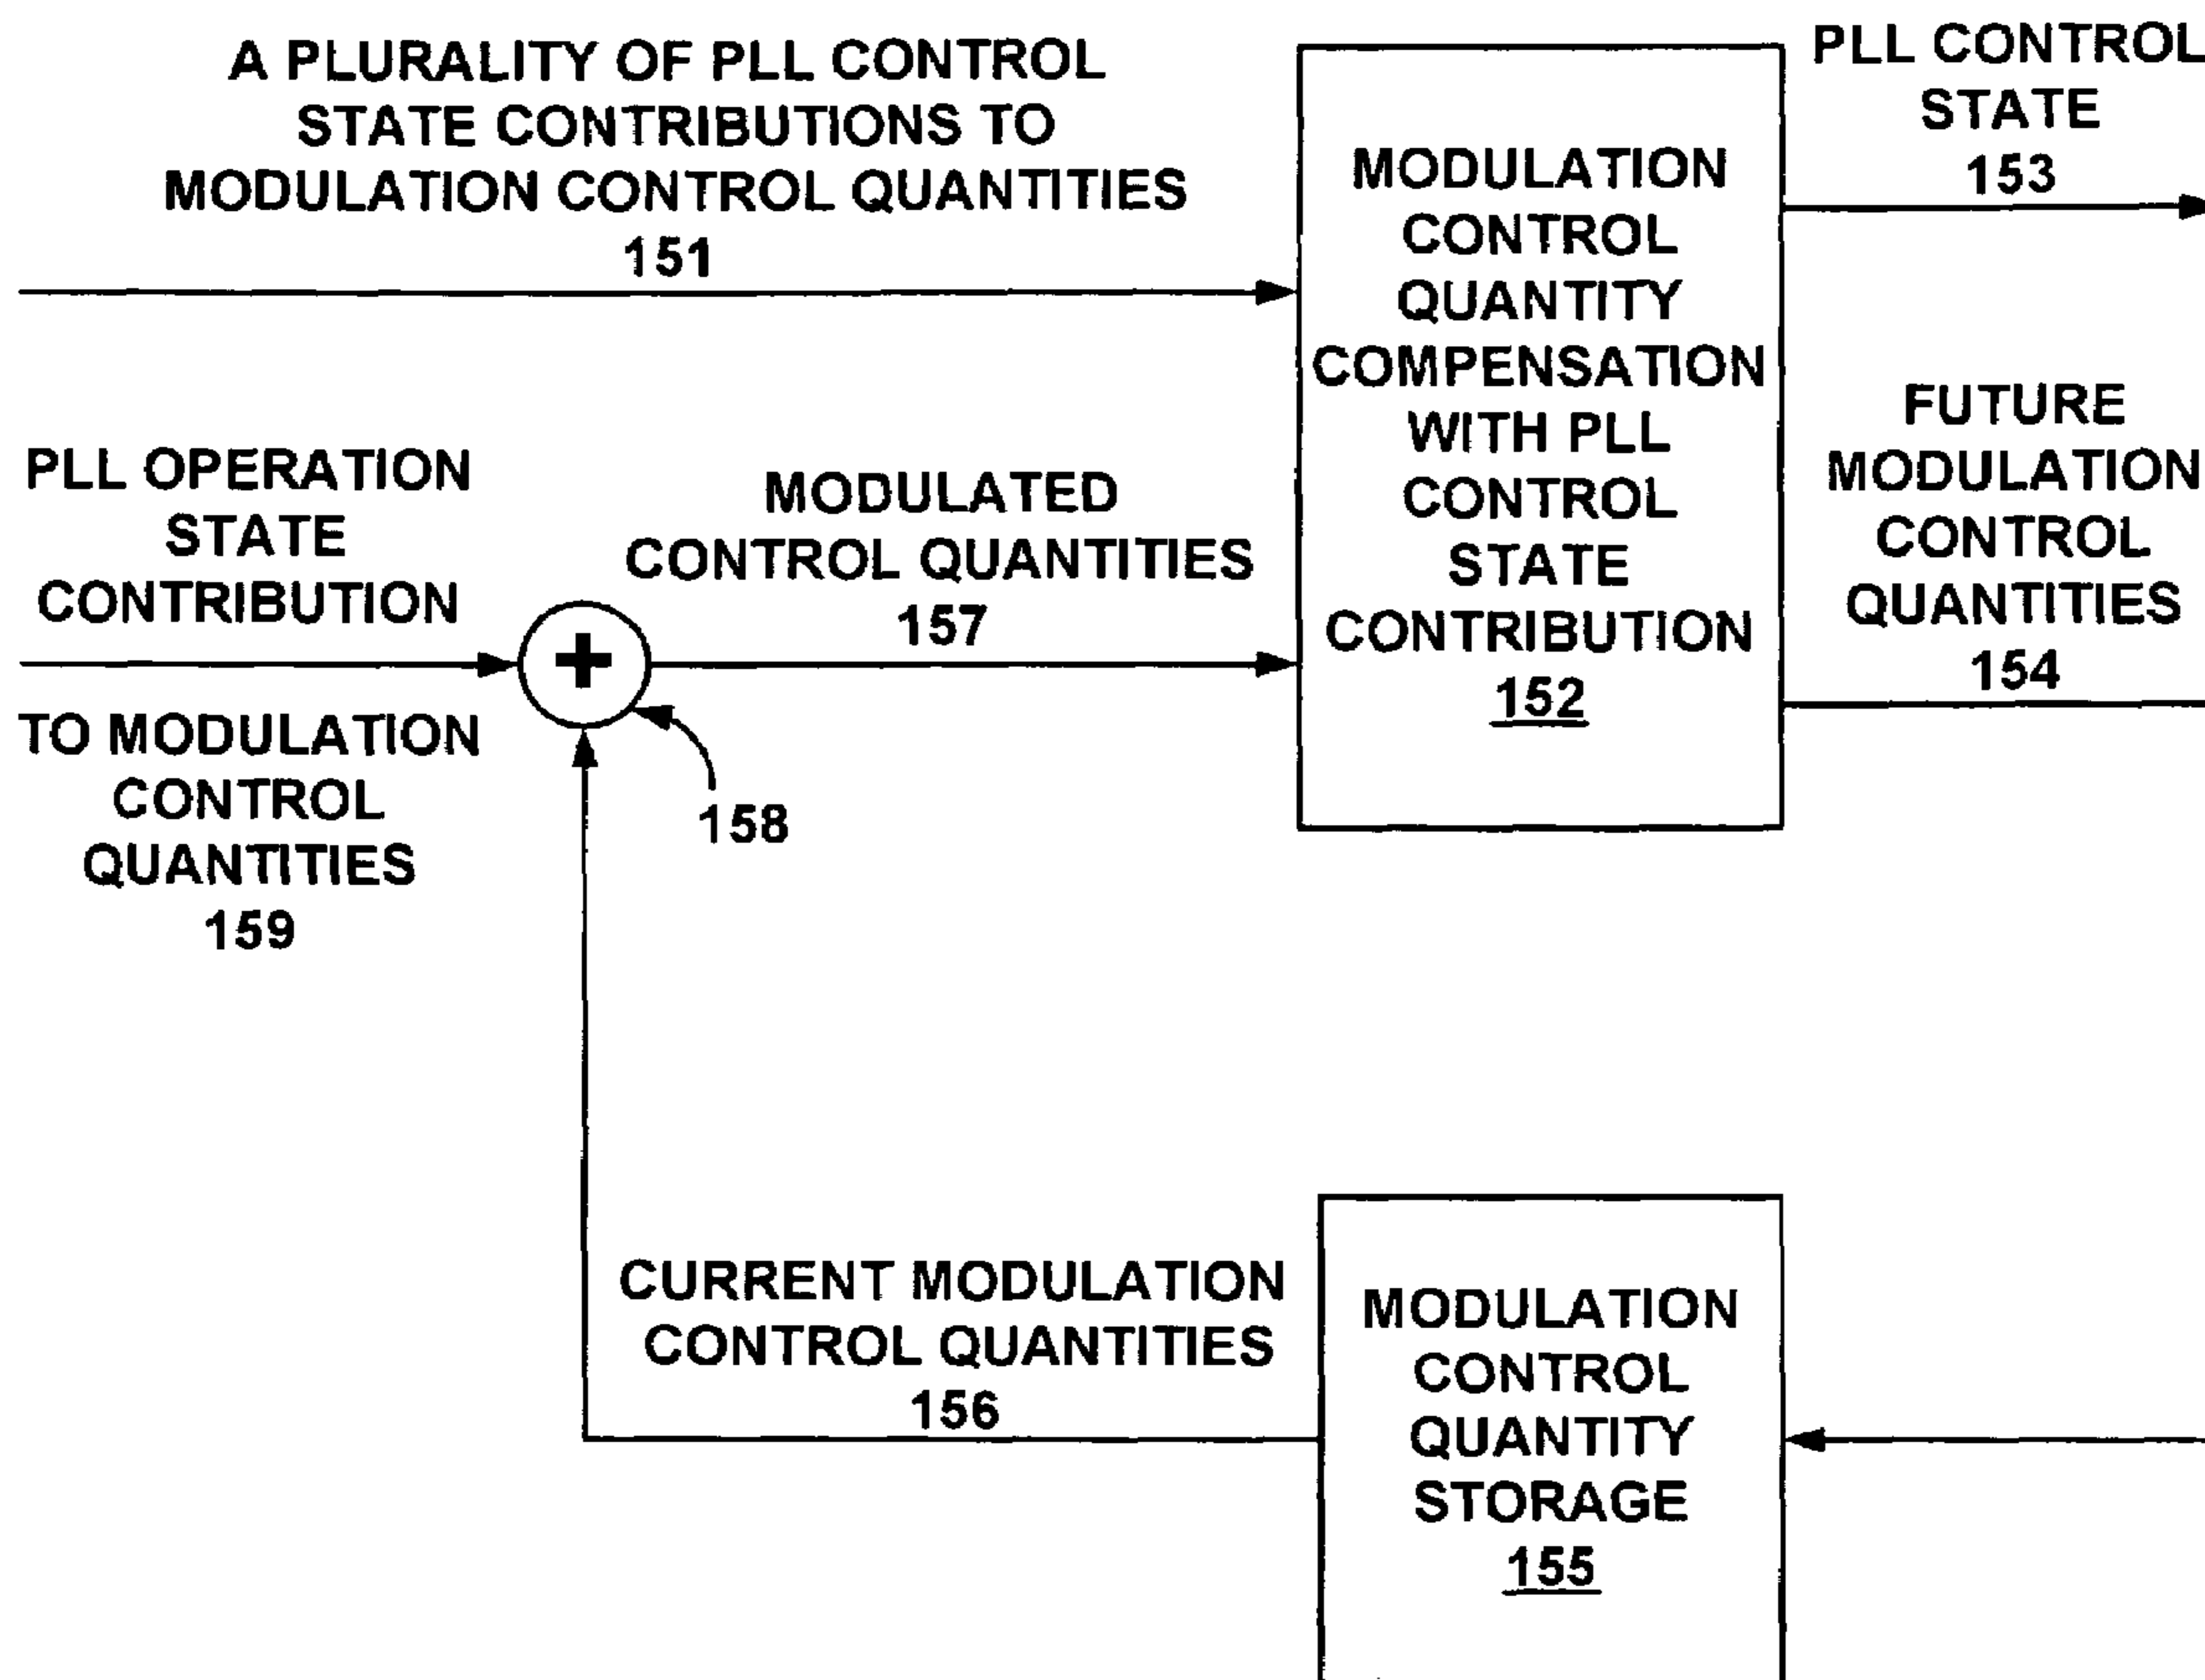 A PLURALITY OF PLL CONTROL
STATE CONTRIBUTIONS TO
MODULATION CONTROL QUANTITIES
151
PLL OPERATION
STATE
CONTRIBUTION
TO MODULATION
CONTROL
QUANTITIES
159
+
158
MODULATED
CONTROL QUANTITIES
157
MODULATION
CONTROL
QUANTITY
COMPENSATION
WITH PLL
CONTROL
STATE
CONTRIBUTION
152
PLL CONTROL
STATE
153
FUTURE
MODULATION
CONTROL
QUANTITIES
154
CURRENT MODULATION
CONTROL QUANTITIES
156
MODULATION
CONTROL
QUANTITY
STORAGE
155